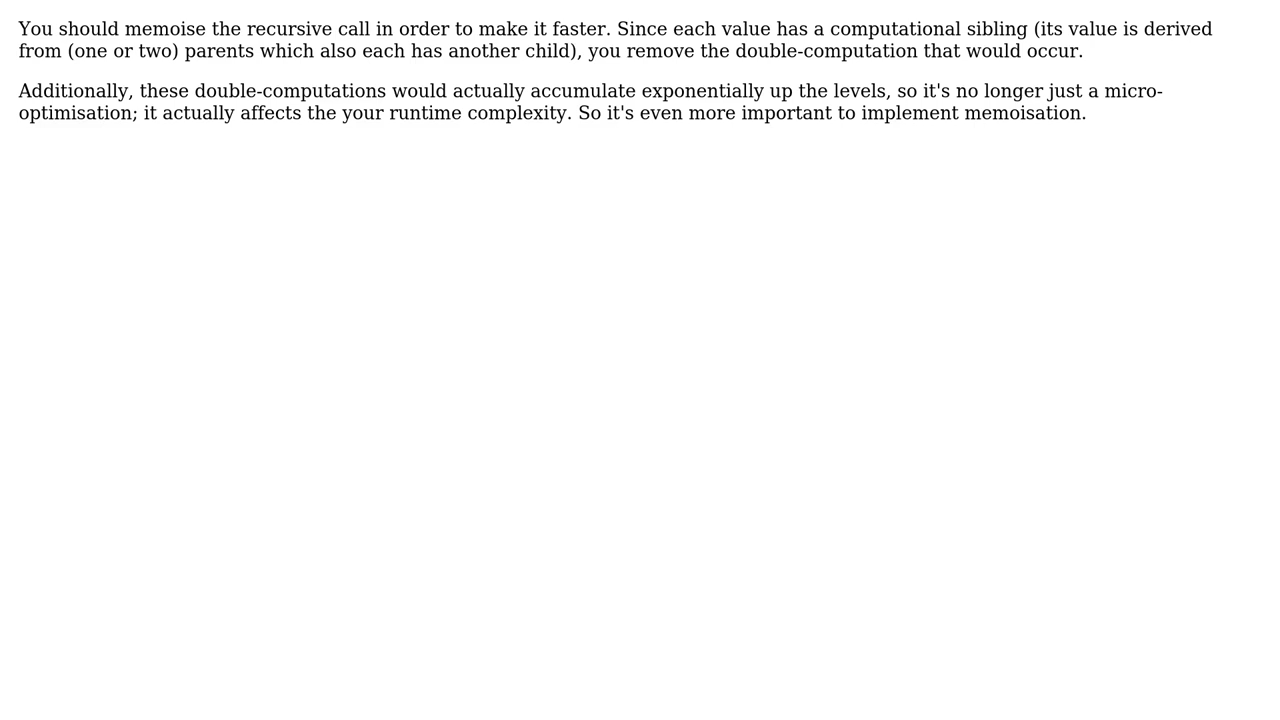 You should memoise the recursive call in order to make it faster. Since each value has a computational sibling (its value is derived
from (one or two) parents which also each has another child), you remove the double-computation that would occur.
Additionally, these double-computations would actually accumulate exponentially up the levels, so it's no longer just a micro-
optimisation; it actually affects the your runtime complexity. So it's even more important to implement memoisation.